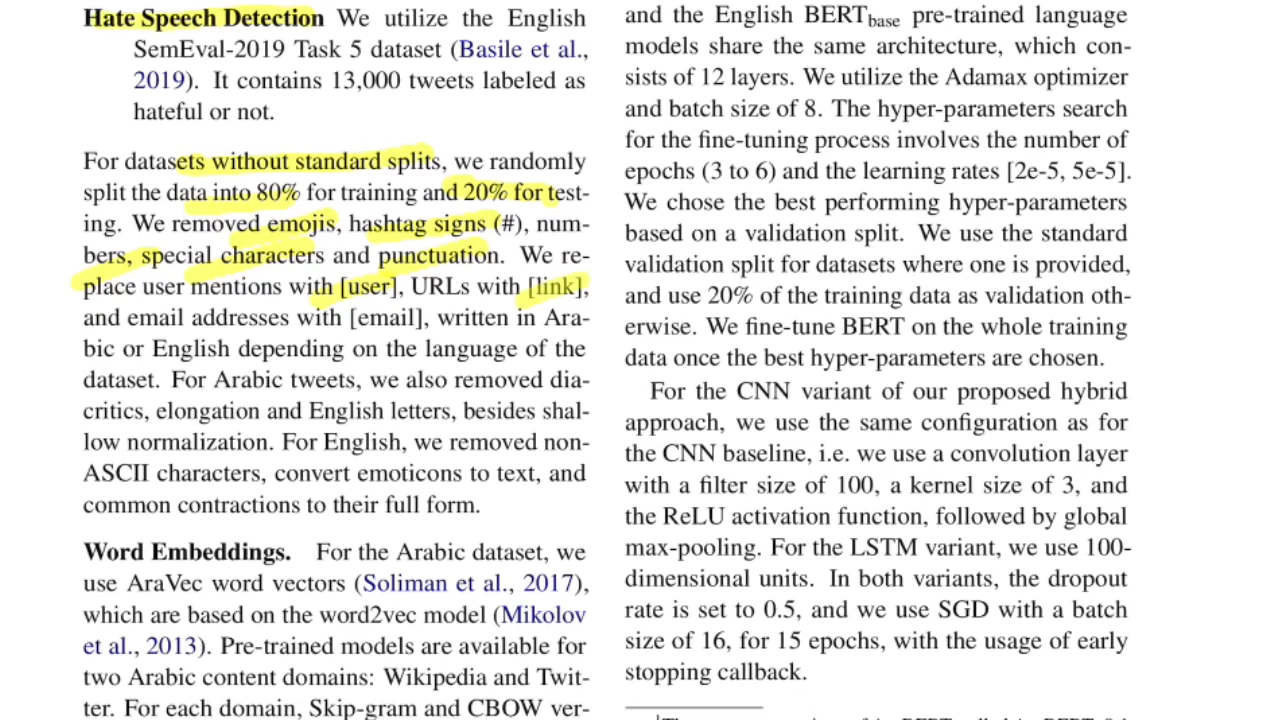 Hate Speech Detection We utilize the English
SemEval-2019 Task 5 dataset (Basile et al.,
2019). It contains 13,000 tweets labeled as
hateful or not.
For datasets without standard splits, we randomly
split the data into 80% for training and 20% for test-
ing. We removed emojis, hashtag signs (#), num-
bers, special characters and punctuation. We re-
place user mentions with [user], URLs with [link],
and email addresses with [email], written in Ara-
bic or English depending on the language of the
dataset. For Arabic tweets, we also removed dia-
critics, elongation and English letters, besides shal-
low normalization. For English, we removed non-
ASCII characters, convert emoticons to text, and
common contractions to their full form.
Word Embeddings. For the Arabic dataset, we
use AraVec word vectors (Soliman et al., 2017),
which are based on the word2vec model (Mikolov
et al., 2013). Pre-trained models are available for
two Arabic content domains: Wikipedia and Twit-
ter. For each domain, Skip-gram and CBOW ver-
and the English BERTbase pre-trained language
models share the same architecture, which con-
sists of 12 layers. We utilize the Adamax optimizer
and batch size of 8. The hyper-parameters search
for the fine-tuning process involves the number of
epochs (3 to 6) and the learning rates [2e-5, 5e-5].
We chose the best performing hyper-parameters
based on a validation split. We use the standard
validation split for datasets where one is provided,
and use 20% of the training data as validation oth-
erwise. We fine-tune BERT on the whole training
data once the best hyper-parameters are chosen.
For the CNN variant of our proposed hybrid
approach, we use the same configuration as for
the CNN baseline, i.e. we use a convolution layer
with a filter size of 100, a kernel size of 3, and
the ReLU activation function, followed by global
max-pooling. For the LSTM variant, we use 100-
dimensional units. In both variants, the dropout
rate is set to 0.5, and we use SGD with a batch
size of 16, for 15 epochs, with the usage of early
stopping callback.